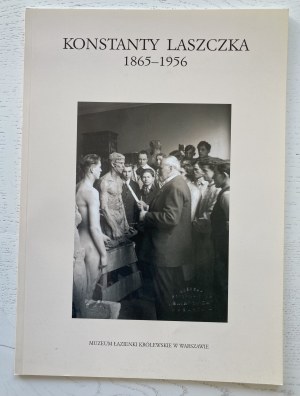 KONSTANTY LASZCZKA
1865–1956
MUZEUM ŁAZIENKI KRÓLEWSKIE W WARSZAWIE